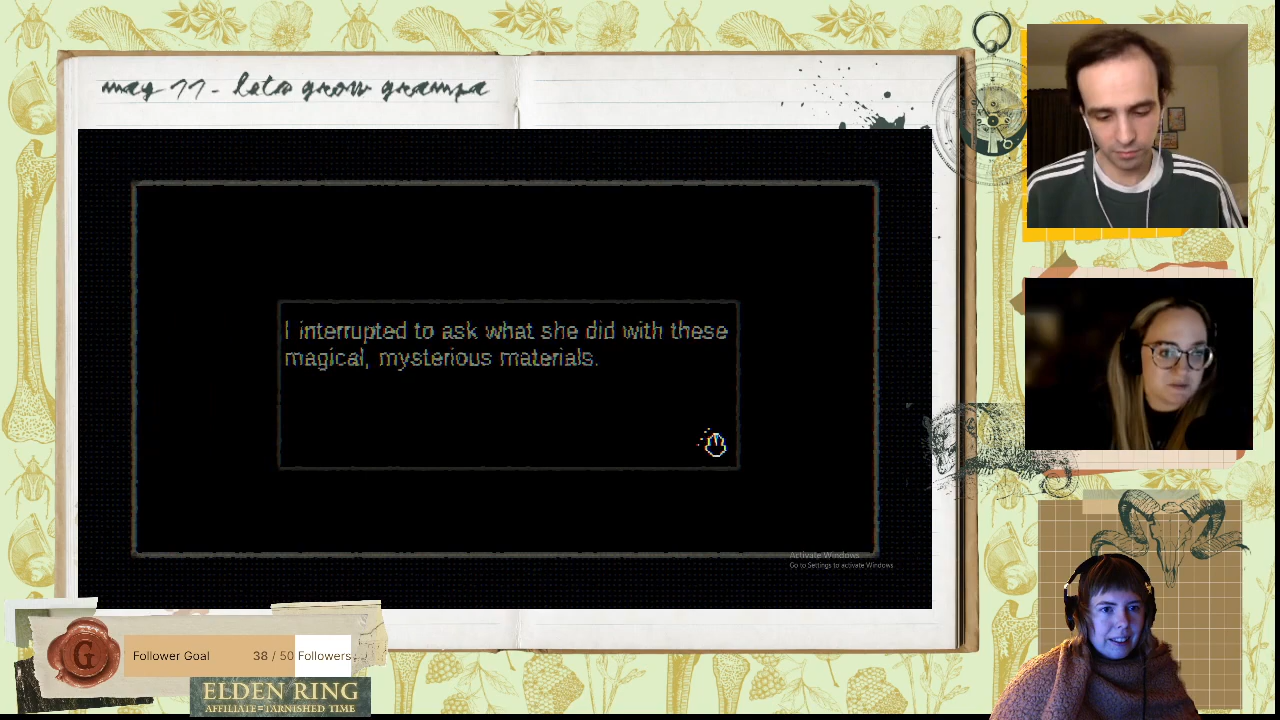 may 11 - lets grow grampa
I interrupted to ask what she did with these
magical, mysterious materials.
Activate Windows
Go to Settings to activate Windows
G
Follower Goal 38 / 50 Followers
ELDEN RING
AFFILIATE=TARNISHED TIME